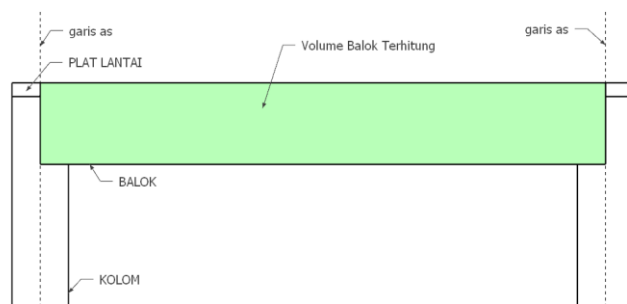 garis as
garis as
Volume Balok Terhitung
PLAT LANTAI
BALOK
KOLOM